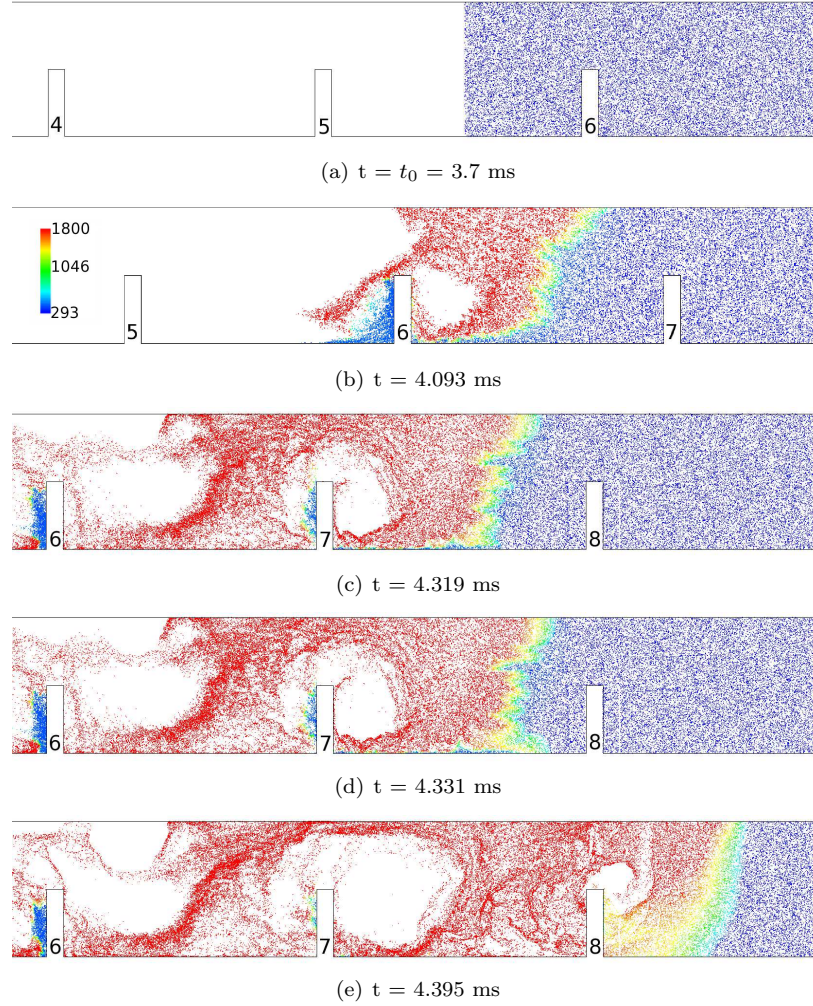 4 5 6
(a) t = t₀ = 3.7 ms
1800
1046
293
5 6 7
(b) t = 4.093 ms
6 7 8
(c) t = 4.319 ms
6 7 8
(d) t = 4.331 ms
6 7 8
(e) t = 4.395 ms